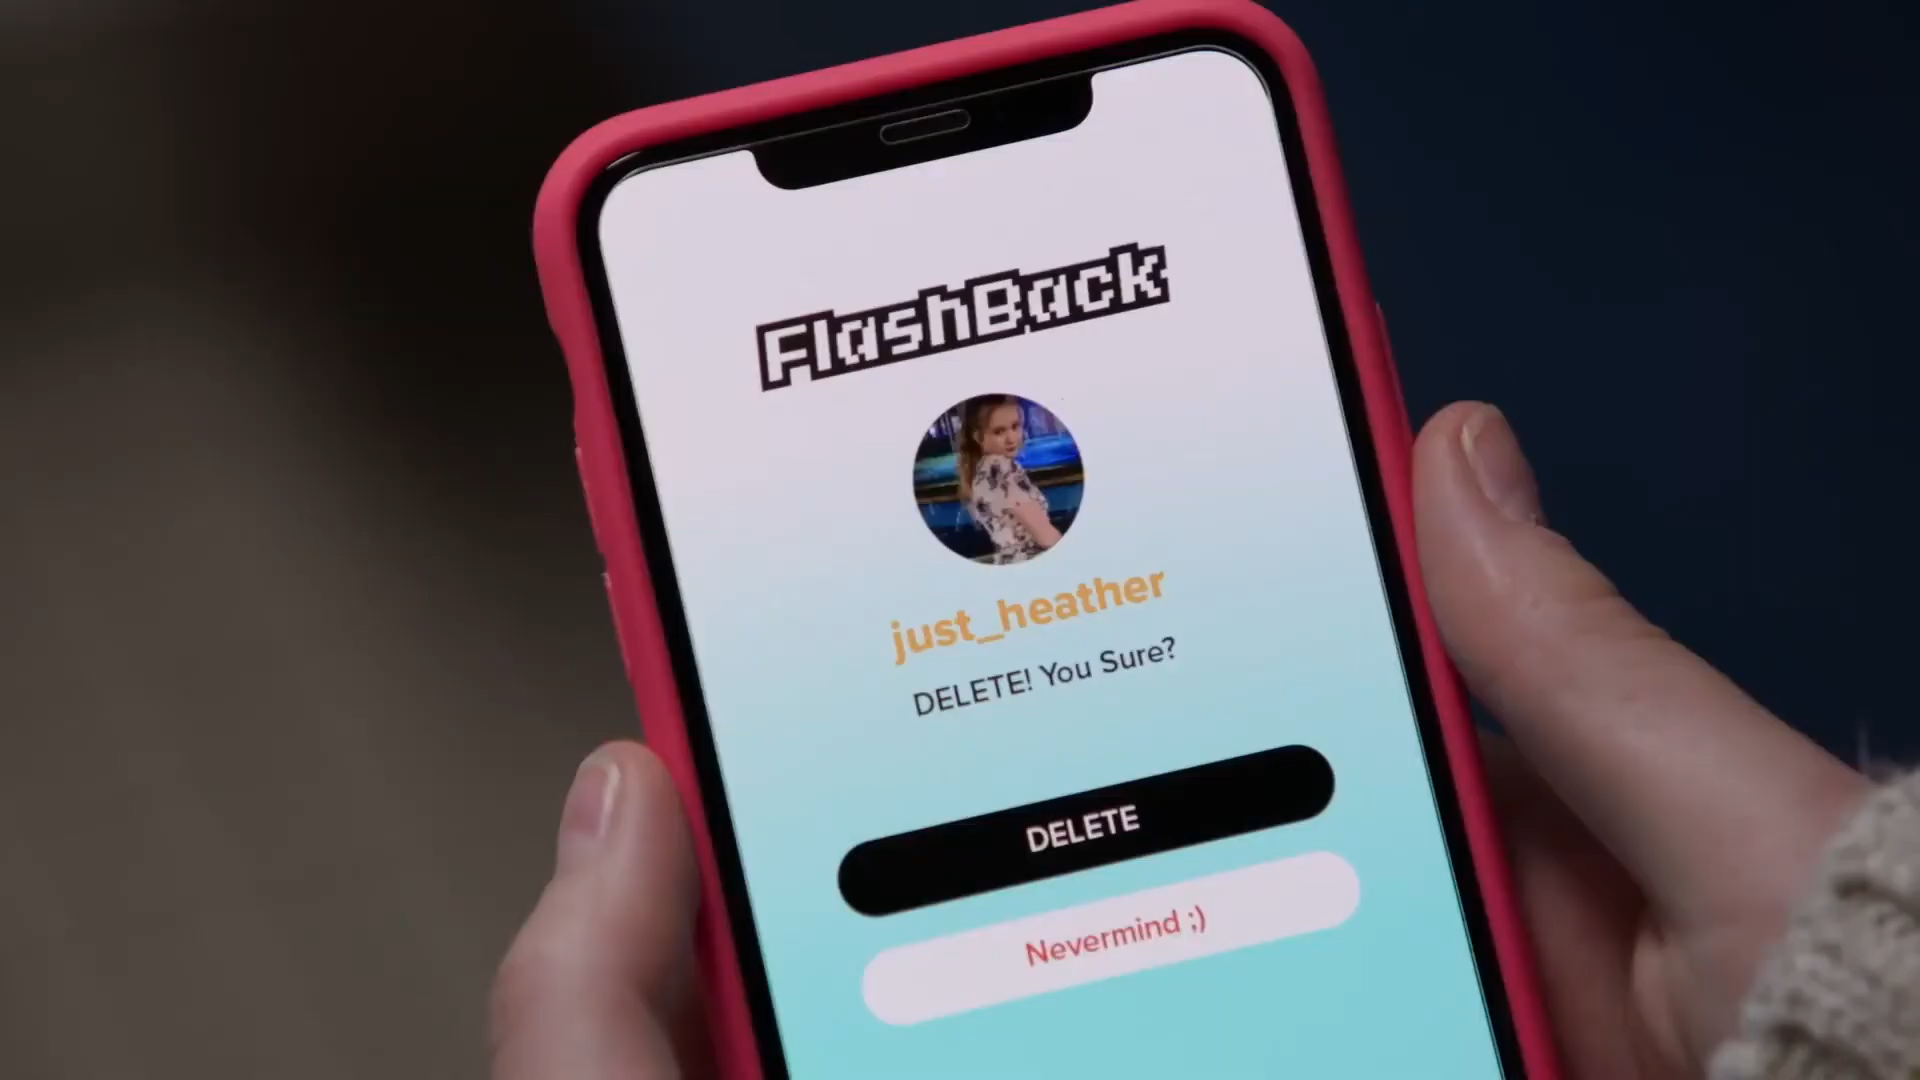 FlashBack
just_heather
DELETE! You Sure?
DELETE
Nevermind ;)